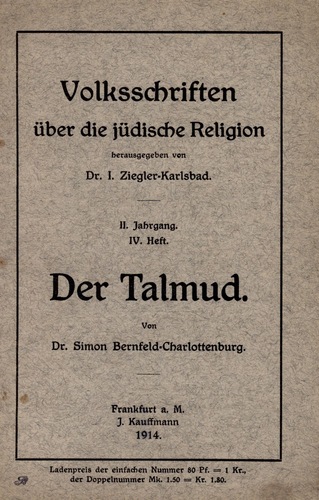 Volksschriften
über die jüdische Religion
herausgegeben von
Dr. I. Ziegler-Karlsbad.
II. Jahrgang.
IV. Heft.
Der Talmud.
Von
Dr. Simon Bernfeld-Charlottenburg.
Frankfurt a. M.
J. Kauffmann
1914.
Ladenpreis der einfachen Nummer 80 Pf. = 1 Kr.,
der Doppelnummer Mk. 1.50 = Kr. 1.80.